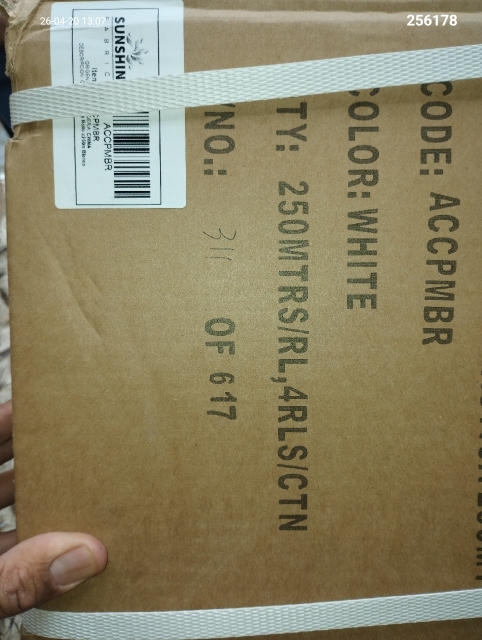 26-04-20 13:07
256178
CODE: ACCPMBR
COLOR: WHITE
TY: 250MTRS/RL,4RLS/CTN
/NO.: 311 OF 617
SUNSHIN
ACCPMBR